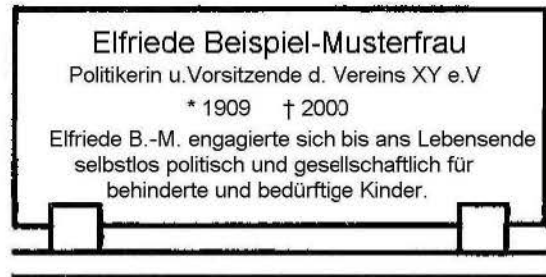 Elfriede Beispiel-Musterfrau
Politikerin u.Vorsitzende d. Vereins XY e.V
* 1909 † 2000
Elfriede B.-M. engagierte sich bis ans Lebensende
selbstlos politisch und gesellschaftlich für
behinderte und bedürftige Kinder.